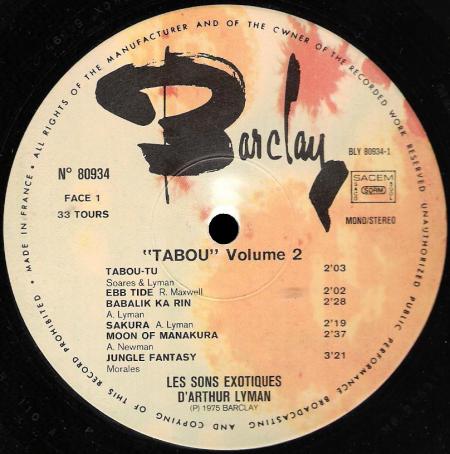 ALL RIGHTS OF THE MANUFACTURER AND OF THE OWNER OF THE RECORDED WORK RESERVED UNAUTHORIZED PUBLIC PERFORMANCE BROADCASTING AND COPYING OF THIS RECORD PROHIBITED • MADE IN FRANCE •
Barclay
BLY 80934-1
N° 80934
SACEM
SDRM
FACE 1
33 TOURS
MONO/STEREO
"TABOU" Volume 2
TABOU-TU 2'03
Soares & Lyman
EBB TIDE R. Maxwell 2'02
BABALIK KA RIN 2'28
A. Lyman
SAKURA A. Lyman 2'19
MOON OF MANAKURA 2'37
A. Newman
JUNGLE FANTASY 3'21
Morales
LES SONS EXOTIQUES
D'ARTHUR LYMAN
(P) 1975 BARCLAY